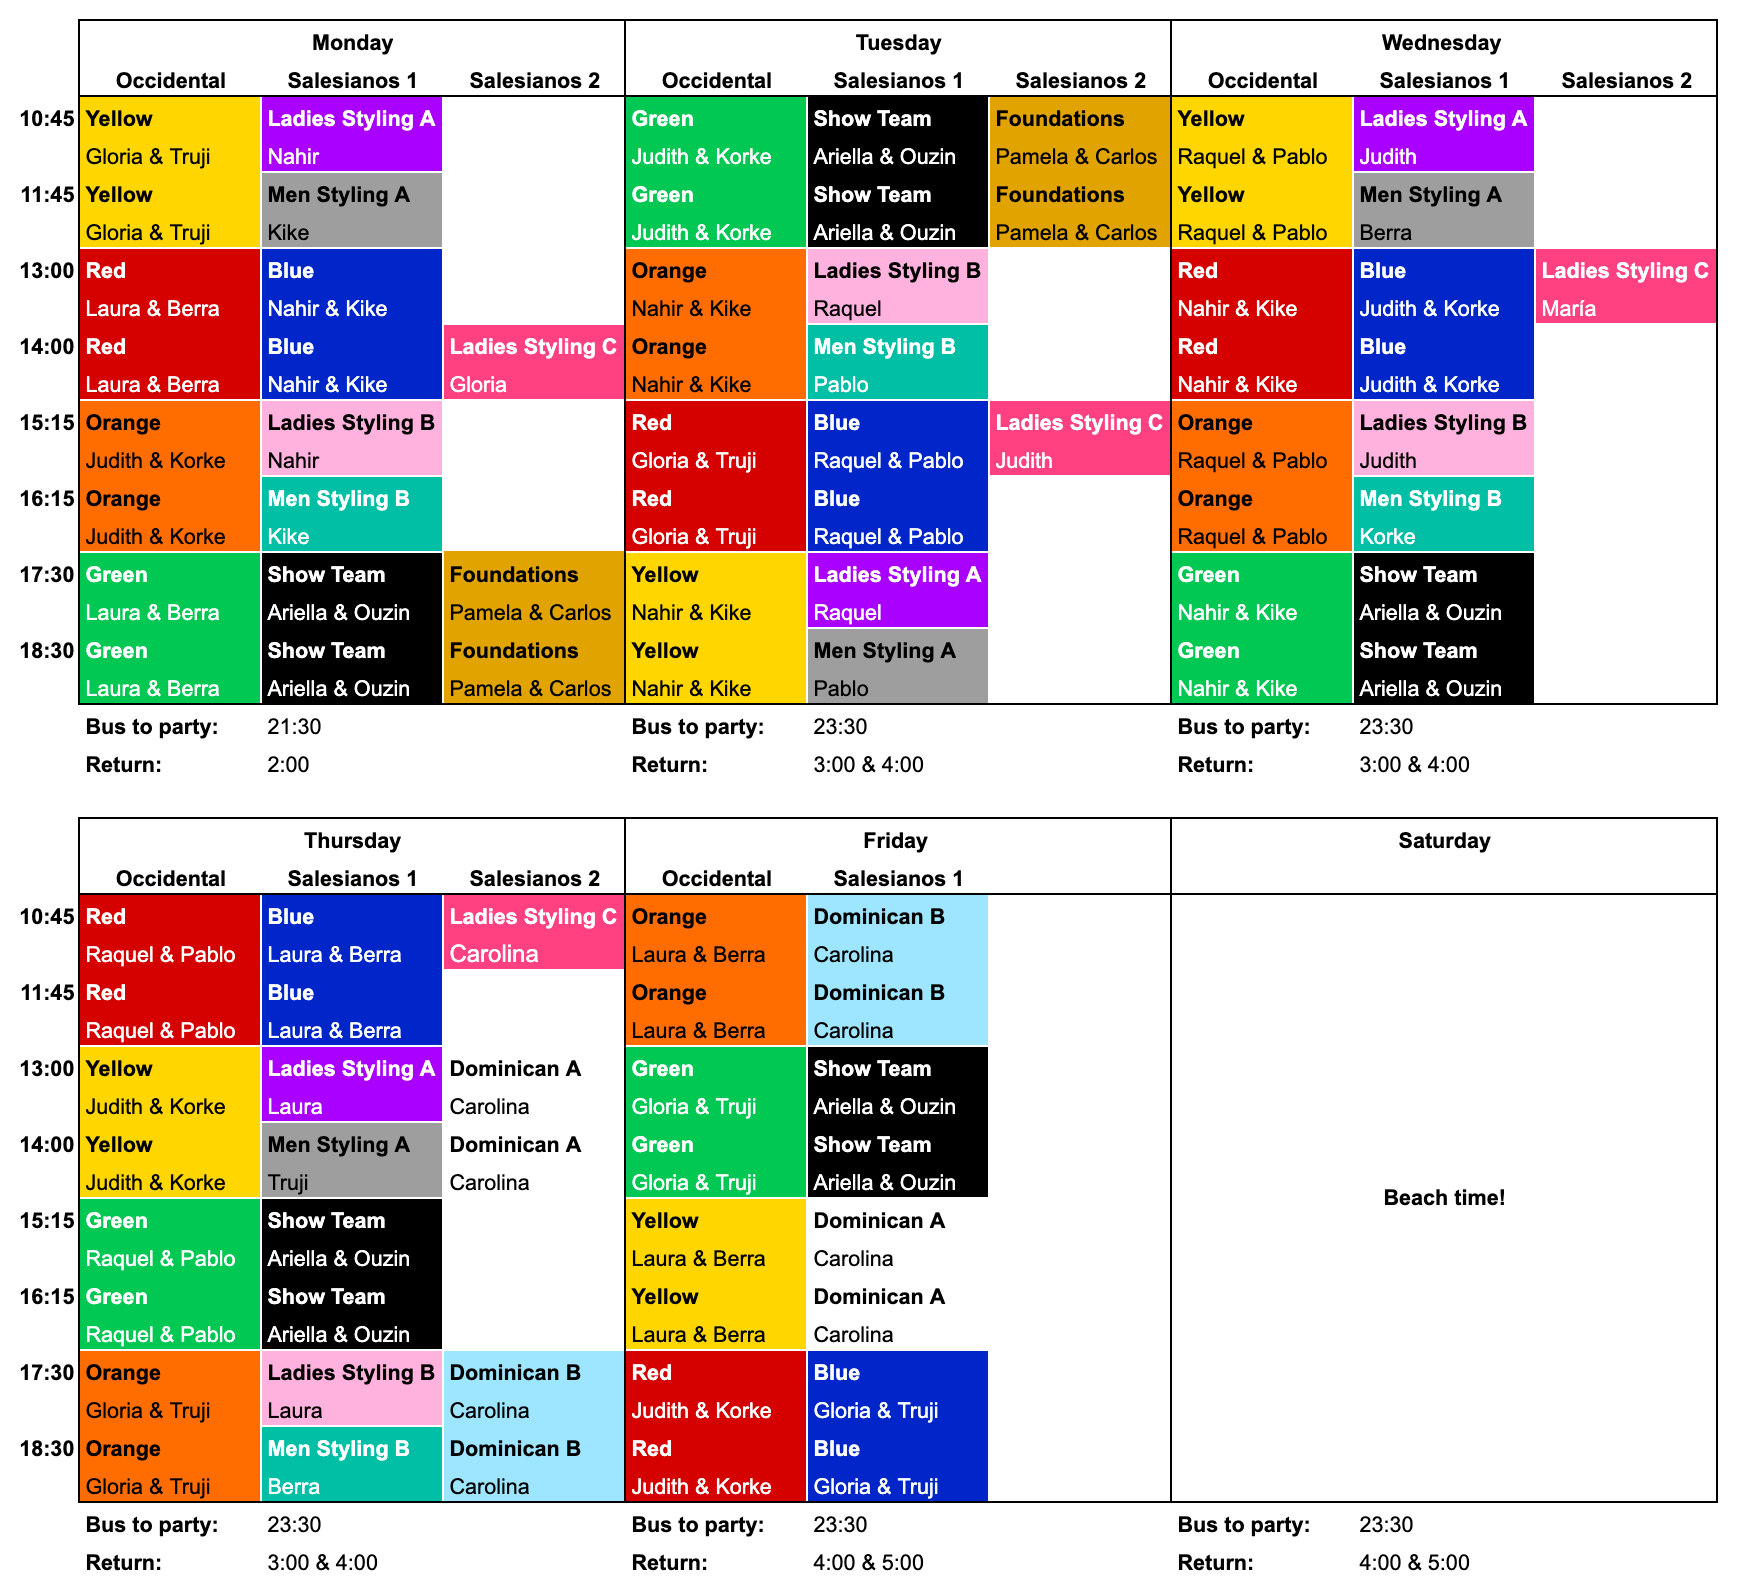 Monday Tuesday Wednesday
Occidental Salesianos 1 Salesianos 2 Occidental Salesianos 1 Salesianos 2 Occidental Salesianos 1 Salesianos 2
10:45 Yellow Ladies Styling A Green Show Team Foundations Yellow Ladies Styling A
Gloria & Truji Nahir Judith & Korke Ariella & Ouzin Pamela & Carlos Raquel & Pablo Judith
11:45 Yellow Men Styling A Green Show Team Foundations Yellow Men Styling A
Gloria & Truji Kike Judith & Korke Ariella & Ouzin Pamela & Carlos Raquel & Pablo Berra
13:00 Red Blue Orange Ladies Styling B Red Blue Ladies Styling C
Laura & Berra Nahir & Kike Nahir & Kike Raquel Nahir & Kike Judith & Korke María
14:00 Red Blue Ladies Styling C Orange Men Styling B Red Blue
Laura & Berra Nahir & Kike Gloria Nahir & Kike Pablo Nahir & Kike Judith & Korke
15:15 Orange Ladies Styling B Red Blue Ladies Styling C Orange Ladies Styling B
Judith & Korke Nahir Gloria & Truji Raquel & Pablo Judith Raquel & Pablo Judith
16:15 Orange Men Styling B Red Blue Orange Men Styling B
Judith & Korke Kike Gloria & Truji Raquel & Pablo Raquel & Pablo Korke
17:30 Green Show Team Foundations Yellow Ladies Styling A Green Show Team
Laura & Berra Ariella & Ouzin Pamela & Carlos Nahir & Kike Raquel Nahir & Kike Ariella & Ouzin
18:30 Green Show Team Foundations Yellow Men Styling A Green Show Team
Laura & Berra Ariella & Ouzin Pamela & Carlos Nahir & Kike Pablo Nahir & Kike Ariella & Ouzin
Bus to party: 21:30 Bus to party: 23:30 Bus to party: 23:30
Return: 2:00 Return: 3:00 & 4:00 Return: 3:00 & 4:00
Thursday Friday Saturday
Occidental Salesianos 1 Salesianos 2 Occidental Salesianos 1
10:45 Red Blue Ladies Styling C Orange Dominican B
Raquel & Pablo Laura & Berra Carolina Laura & Berra Carolina
11:45 Red Blue Orange Dominican B
Raquel & Pablo Laura & Berra Laura & Berra Carolina
13:00 Yellow Ladies Styling A Dominican A Green Show Team
Judith & Korke Laura Carolina Gloria & Truji Ariella & Ouzin
14:00 Yellow Men Styling A Dominican A Green Show Team
Judith & Korke Truji Carolina Gloria & Truji Ariella & Ouzin
Beach time!
15:15 Green Show Team Yellow Dominican A
Raquel & Pablo Ariella & Ouzin Laura & Berra Carolina
16:15 Green Show Team Yellow Dominican A
Raquel & Pablo Ariella & Ouzin Laura & Berra Carolina
17:30 Orange Ladies Styling B Dominican B Red Blue
Gloria & Truji Laura Carolina Judith & Korke Gloria & Truji
18:30 Orange Men Styling B Dominican B Red Blue
Gloria & Truji Berra Carolina Judith & Korke Gloria & Truji
Bus to party: 23:30 Bus to party: 23:30 Bus to party: 23:30
Return: 3:00 & 4:00 Return: 4:00 & 5:00 Return: 4:00 & 5:00